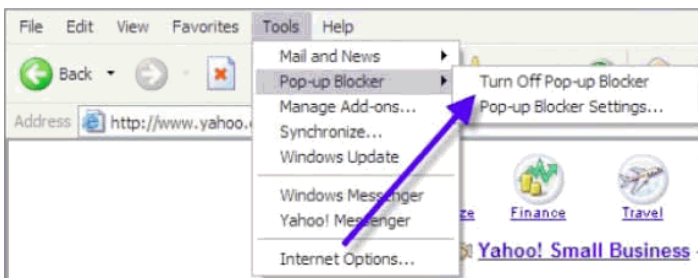 File Edit View Favorites Tools Help
Mail and News
Back Pop-up Blocker Turn Off Pop-up Blocker
Manage Add-ons... Pop-up Blocker Settings...
Address http://www.yahoo. Synchronize...
Windows Update
Windows Messenger
Yahoo! Messenger Finance Travel
Internet Options... Yahoo! Small Business